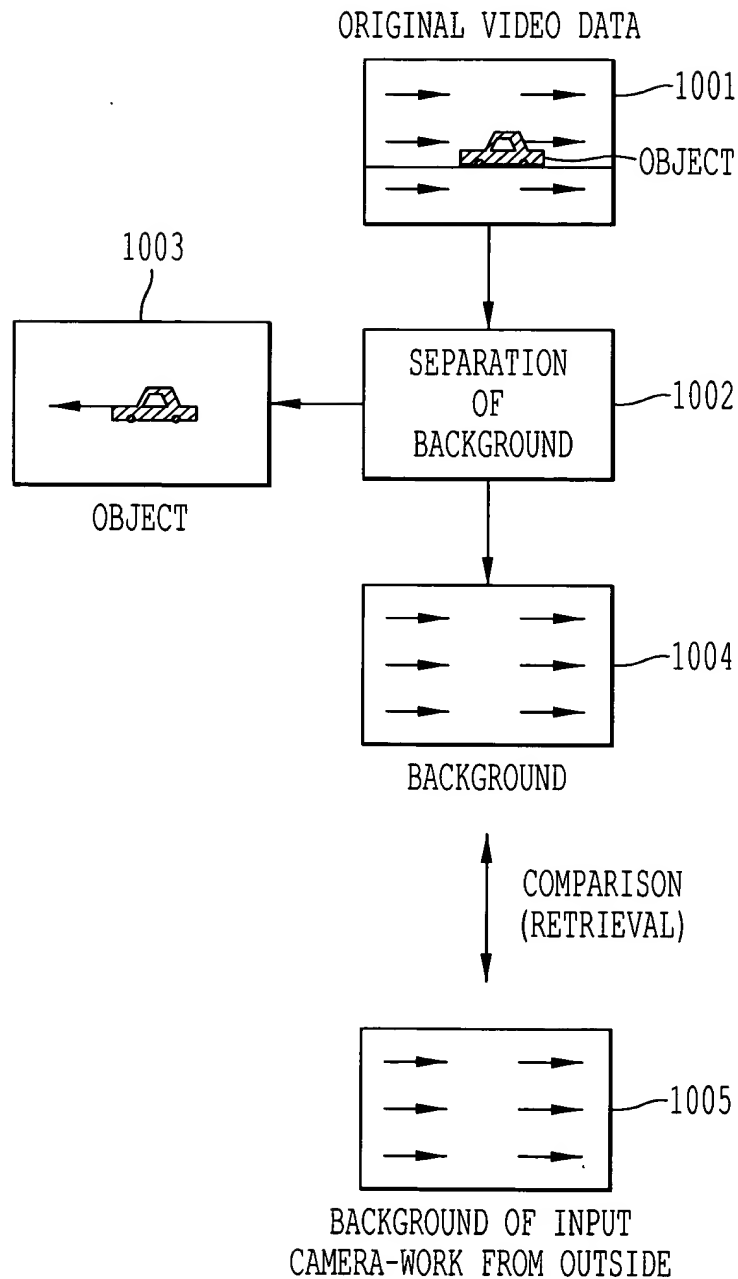 ORIGINAL VIDEO DATA
1001
OBJECT
1003
SEPARATION
OF
BACKGROUND
1002
OBJECT
1004
BACKGROUND
COMPARISON
(RETRIEVAL)
1005
BACKGROUND OF INPUT
CAMERA-WORK FROM OUTSIDE